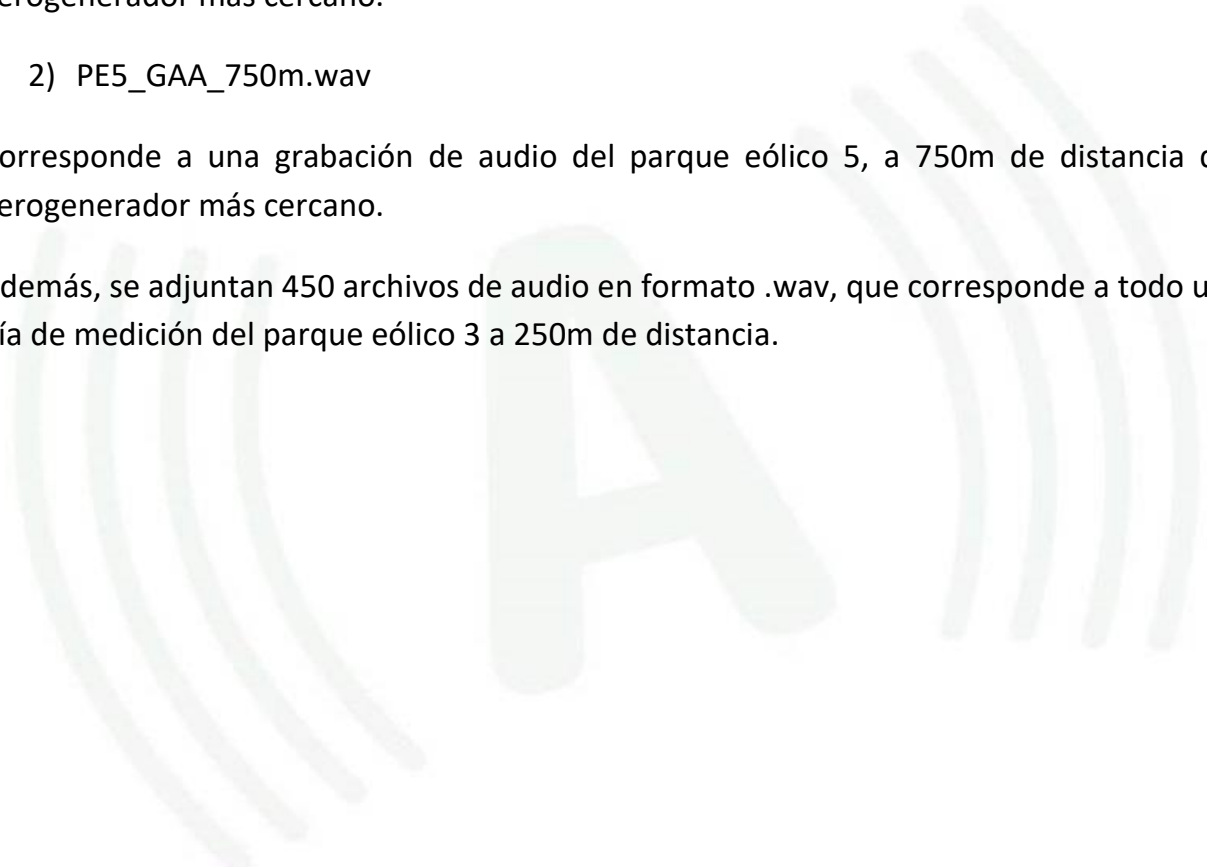 erogenerador más cercano.
2) PE5_GAA_750m.wav
orresponde a una grabación de audio del parque eólico 5, a 750m de distancia d
erogenerador más cercano.
demás, se adjuntan 450 archivos de audio en formato .wav, que corresponde a todo u
ía de medición del parque eólico 3 a 250m de distancia.
A